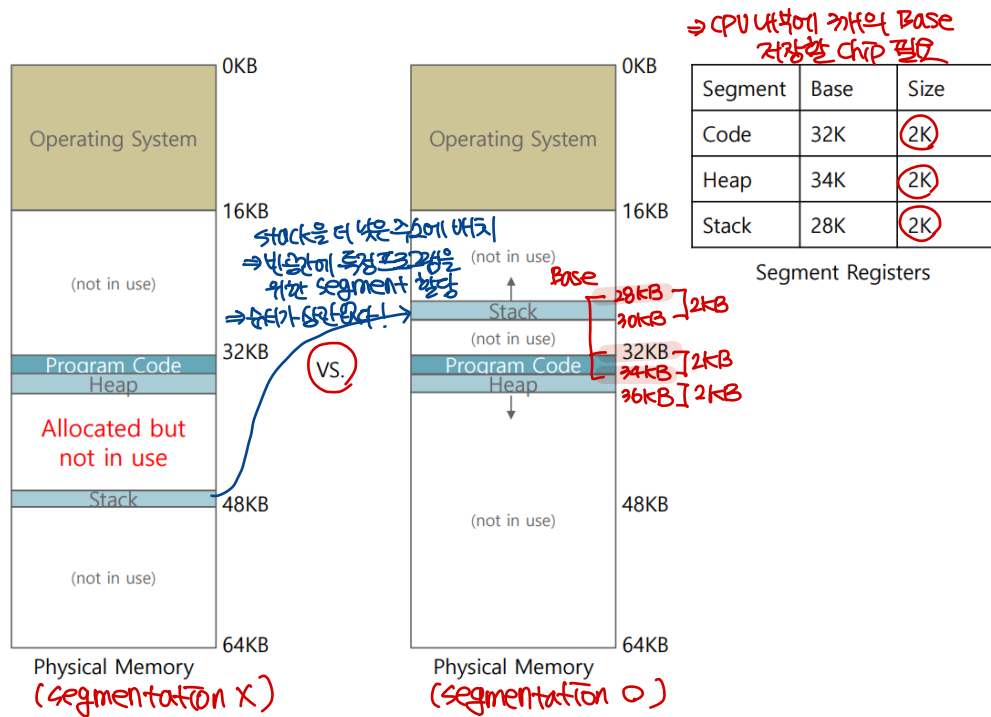 ⇒ CPU 내부에 3개의 Base
저장할 Chip 필요
0KB
Operating System
16KB
(not in use)
32KB
Program Code
Heap
Allocated but
not in use
Stack
48KB
(not in use)
64KB
Physical Memory
(segmentation X)
stack을 더 낮은 주소에 배치
⇒ 빈공간에 특정프로그램을
위한 segment 할당
⇒ 순서가 상관없다!
VS.
0KB
Operating System
16KB
(not in use)
Base
Stack
28KB
30KB
2KB
(not in use)
32KB
Program Code
34KB
2KB
Heap
36KB
2KB
48KB
(not in use)
64KB
Physical Memory
(segmentation O)
Segment Base Size
Code 32K 2K
Heap 34K 2K
Stack 28K 2K
Segment Registers